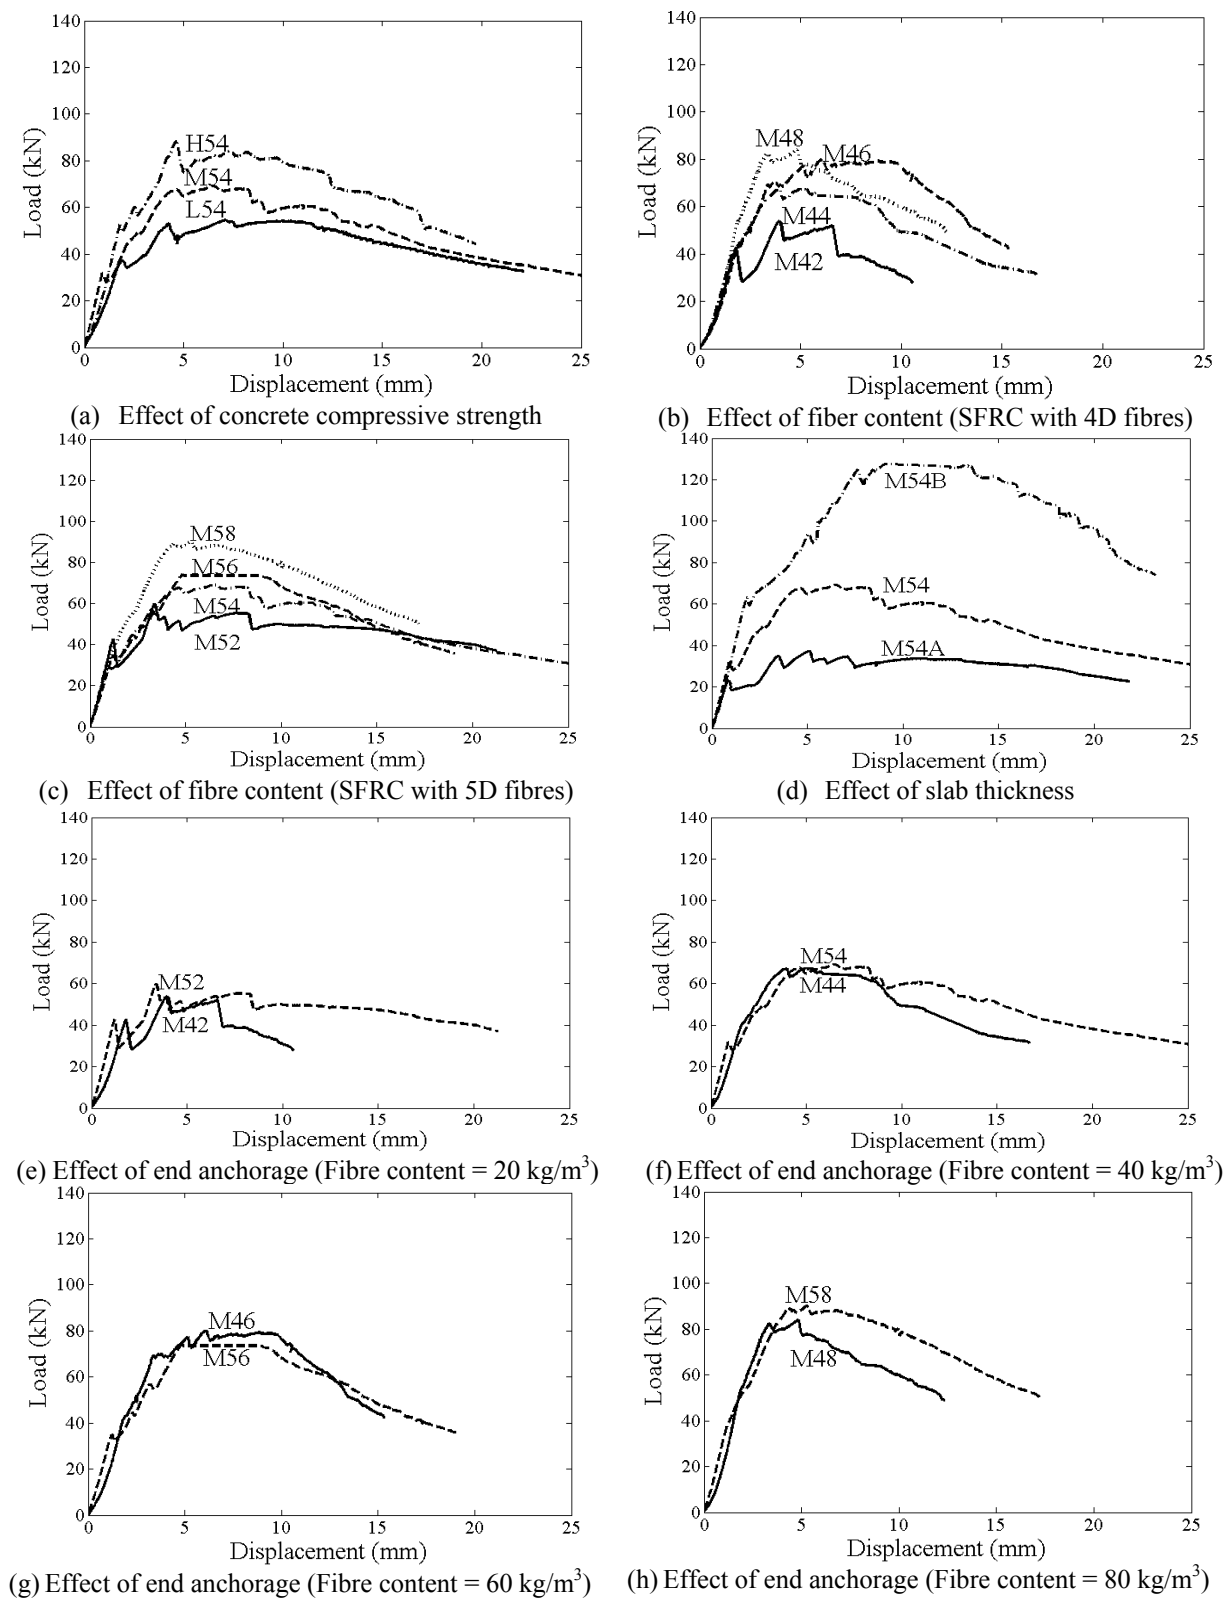 140
120
100
80
60
40
20
0
Load (kN)
H54
M54
L54
0 5 10 15 20 25
Displacement (mm)
(a) Effect of concrete compressive strength
140
120
100
80
60
40
20
0
Load (kN)
M48
M46
M44
M42
0 5 10 15 20 25
Displacement (mm)
(b) Effect of fiber content (SFRC with 4D fibres)
140
120
100
80
60
40
20
0
Load (kN)
M58
M56
M54
M52
0 5 10 15 20 25
Displacement (mm)
(c) Effect of fibre content (SFRC with 5D fibres)
140
120
100
80
60
40
20
0
Load (kN)
M54B
M54
M54A
0 5 10 15 20 25
Displacement (mm)
(d) Effect of slab thickness
140
120
100
80
60
40
20
0
Load (kN)
M52
M42
0 5 10 15 20 25
Displacement (mm)
(e) Effect of end anchorage (Fibre content = 20 kg/m³)
140
120
100
80
60
40
20
0
Load (kN)
M54
M44
0 5 10 15 20 25
Displacement (mm)
(f) Effect of end anchorage (Fibre content = 40 kg/m³)
140
120
100
80
60
40
20
0
Load (kN)
M46
M56
0 5 10 15 20 25
Displacement (mm)
(g) Effect of end anchorage (Fibre content = 60 kg/m³)
140
120
100
80
60
40
20
0
Load (kN)
M58
M48
0 5 10 15 20 25
Displacement (mm)
(h) Effect of end anchorage (Fibre content = 80 kg/m³)